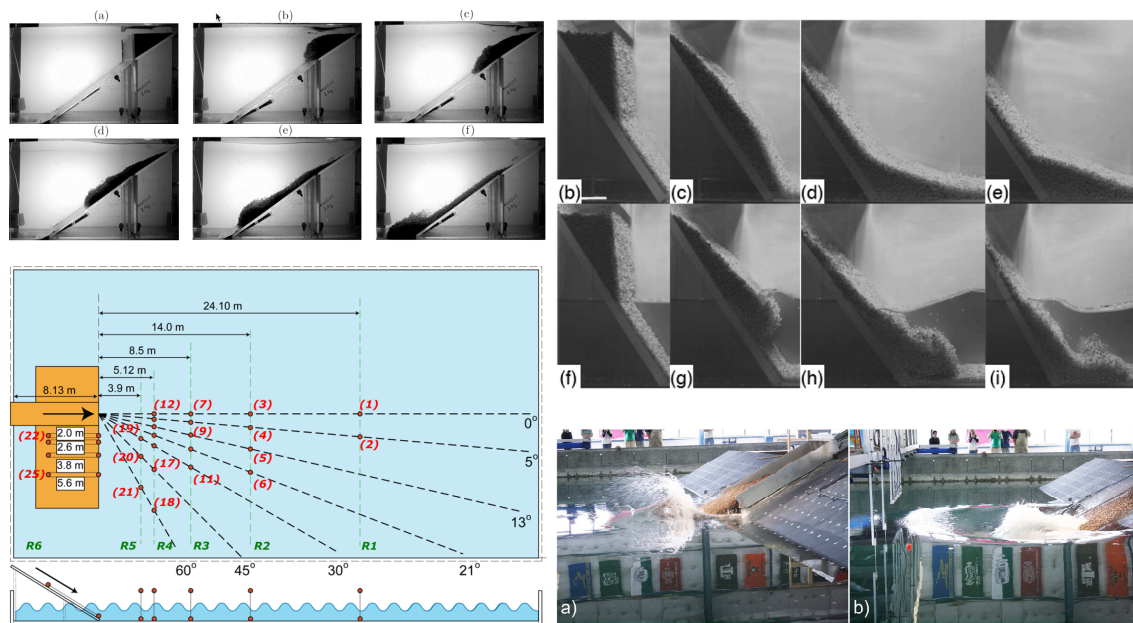 (a)
(b)
(c)
(d)
(e)
(f)
24.10 m
14.0 m
8.5 m
5.12 m
3.9 m
8.13 m
(12)
(7)
(3)
(1)
0°
(22)
2.0 m
(19)
(9)
(4)
(2)
2.6 m
5°
(20)
(17)
(5)
3.8 m
(25)
(11)
(6)
5.6 m
(21)
(18)
13°
R6
R5
R4
R3
R2
R1
60°
45°
30°
21°
(b)
(c)
(d)
(e)
(f)
(g)
(h)
(i)
a)
b)